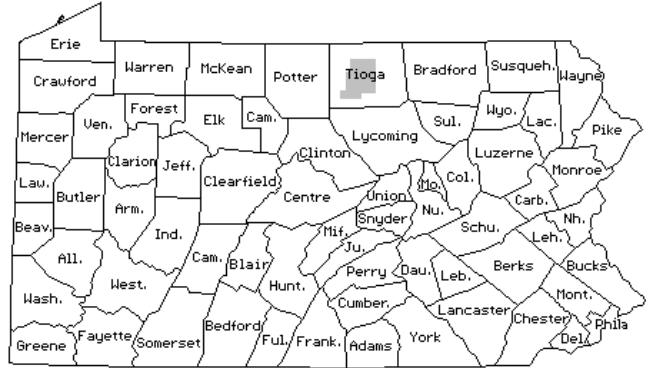 Erie
Crawford
Warren
McKean
Potter
Tioga
Bradford
Susqueh.
Wayne
Forest
Ven.
Elk
Cam.
Mercer
Clarion
Jeff.
Clearfield
Clinton
Lycoming
Sul.
Wyo.
Lac.
Pike
Luzerne
Monroe
Law.
Butler
Arm.
Centre
Union
Mo.
Col.
Carb.
Snyder
Nu.
Beav.
Ind.
Mif.
Ju.
Schu.
Nh.
Leh.
All.
Cam.
Blair
Hunt.
Perry
Dau.
Leb.
Berks
Bucks
West.
Wash.
Cumber.
Lancaster
Mont.
Greene
Fayette
Somerset
Bedford
Ful.
Frank.
Adams
York
Chester
Del.
Phila